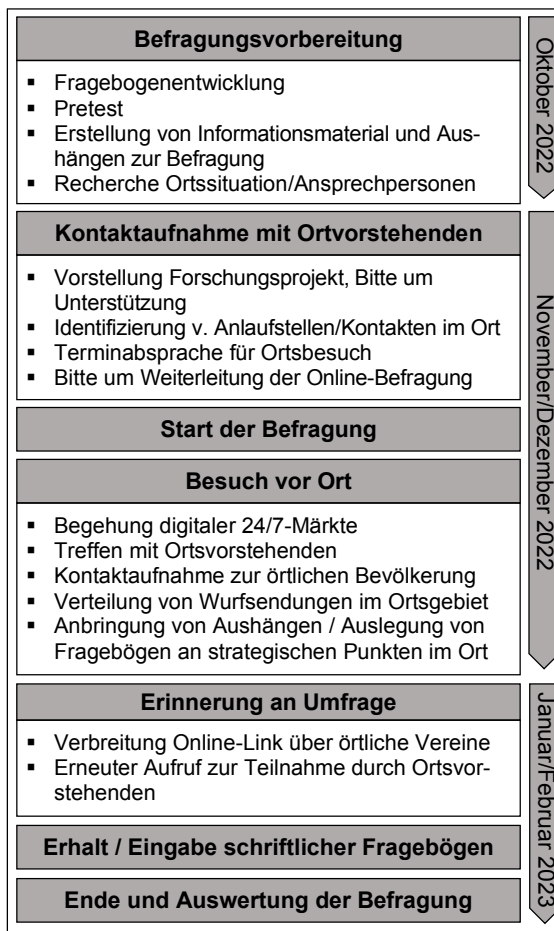 Befragungsvorbereitung
▪ Fragebogenentwicklung
▪ Pretest
▪ Erstellung von Informationsmaterial und Aus-
hängen zur Befragung
▪ Recherche Ortssituation/Ansprechpersonen
Oktober 2022
Kontaktaufnahme mit Ortvorstehenden
▪ Vorstellung Forschungsprojekt, Bitte um
Unterstützung
▪ Identifizierung v. Anlaufstellen/Kontakten im Ort
▪ Terminabsprache für Ortsbesuch
▪ Bitte um Weiterleitung der Online-Befragung
Start der Befragung
Besuch vor Ort
▪ Begehung digitaler 24/7-Märkte
▪ Treffen mit Ortsvorstehenden
▪ Kontaktaufnahme zur örtlichen Bevölkerung
▪ Verteilung von Wurfsendungen im Ortsgebiet
▪ Anbringung von Aushängen / Auslegung von
Fragebögen an strategischen Punkten im Ort
November/Dezember 2022
Erinnerung an Umfrage
▪ Verbreitung Online-Link über örtliche Vereine
▪ Erneuter Aufruf zur Teilnahme durch Ortsvor-
stehenden
Erhalt / Eingabe schriftlicher Fragebögen
Ende und Auswertung der Befragung
Januar/Februar 2023